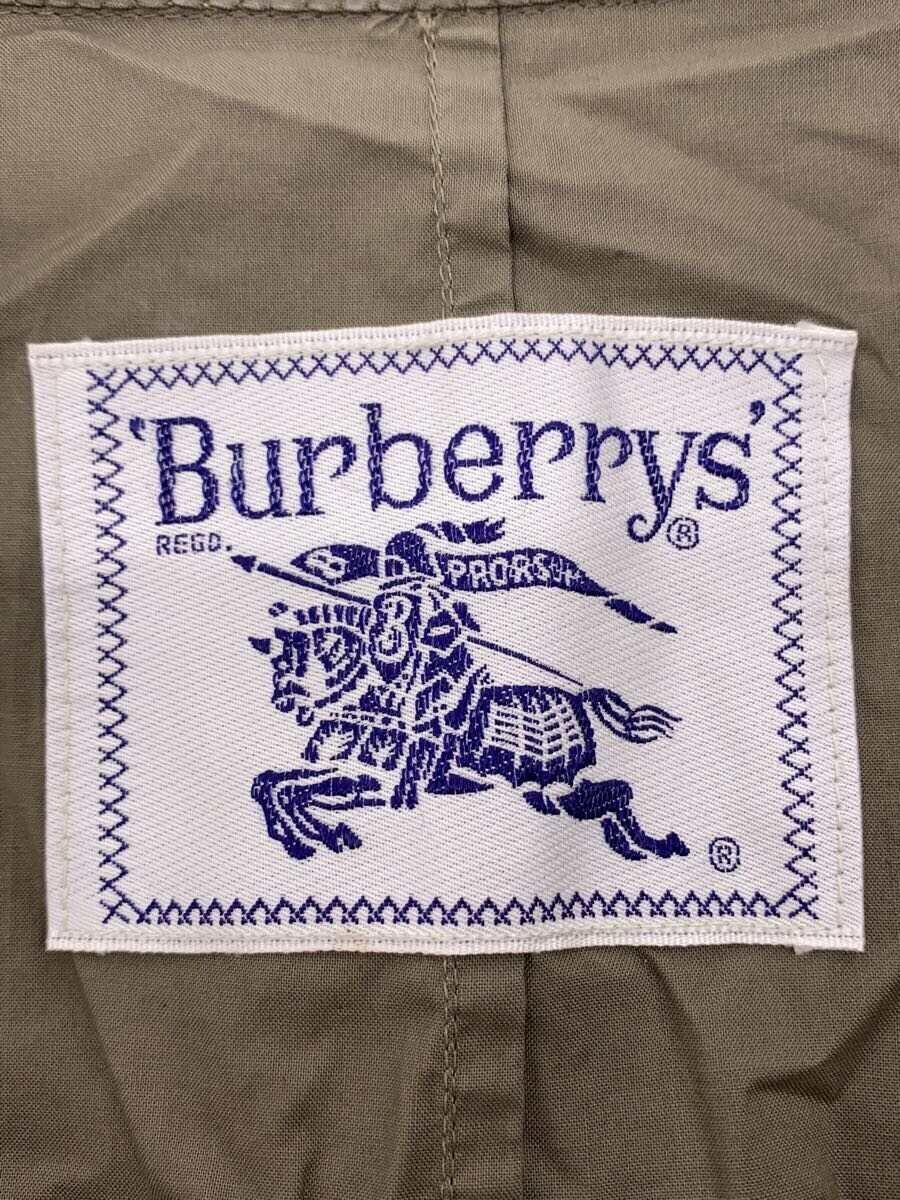 'Burberrys'
®
REGD.
PRORSUM
B
®